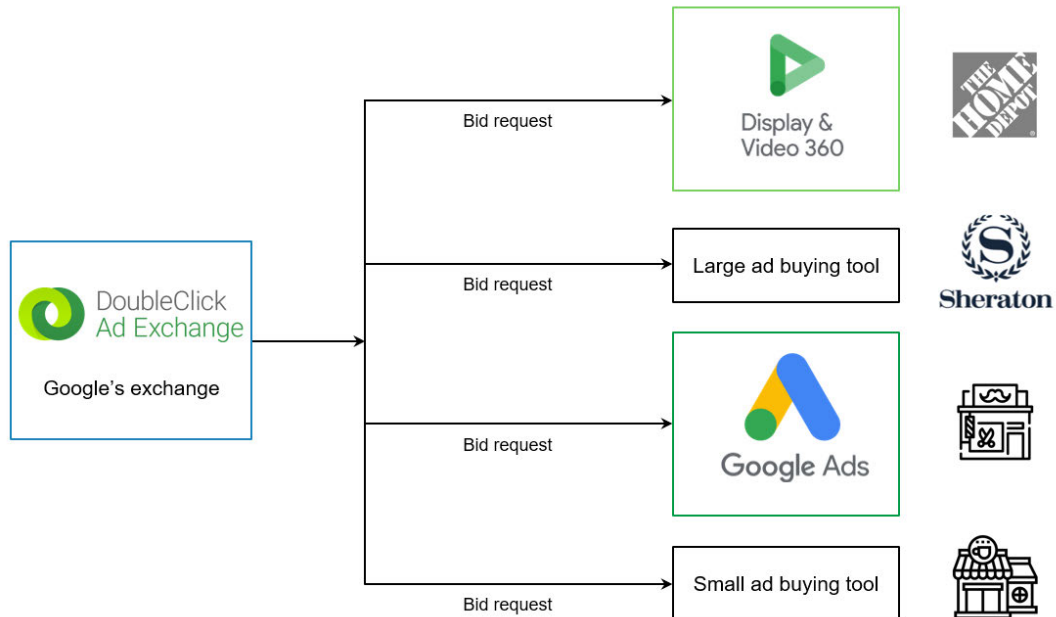 Bid request
Display &
Video 360
THE
HOME
DEPOT
Bid request
Large ad buying tool
S
Sheraton
DoubleClick
Ad Exchange
Google's exchange
Bid request
Google Ads
Bid request
Small ad buying tool